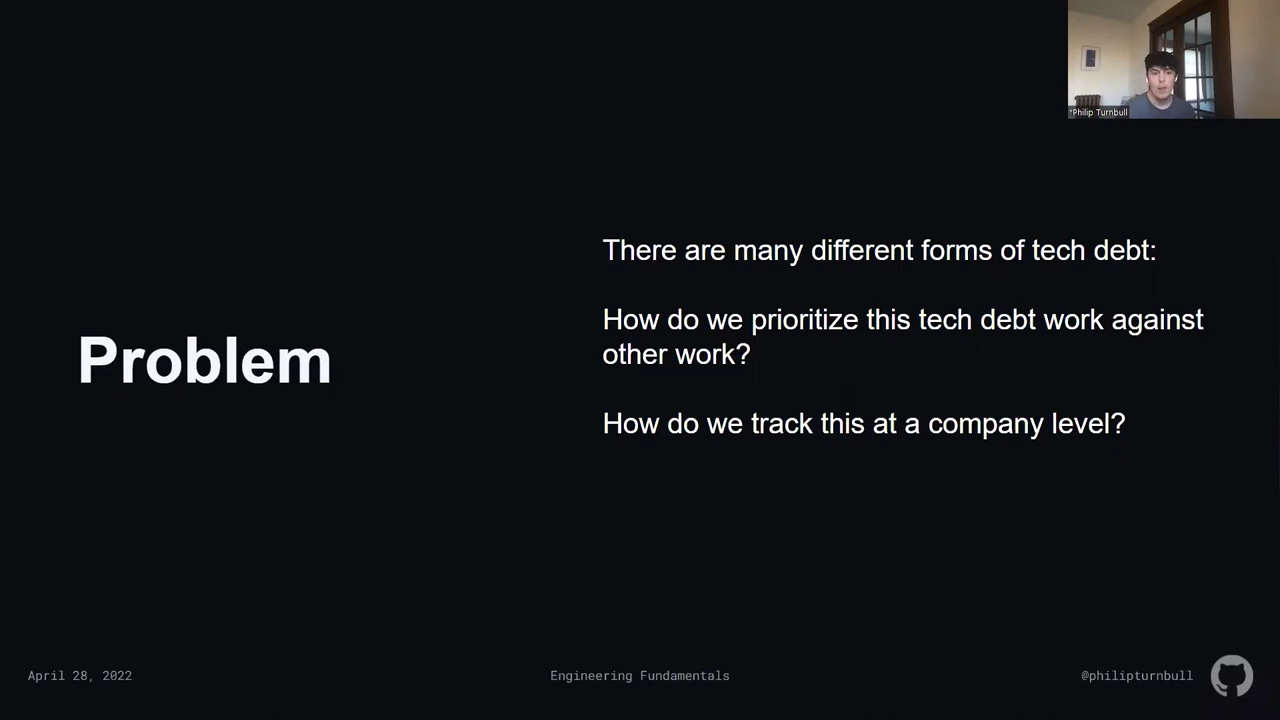 *Philip Turnbull
There are many different forms of tech debt:
How do we prioritize this tech debt work against
other work?
Problem
How do we track this at a company level?
April 28, 2022
Engineering Fundamentals
@philipturnbull